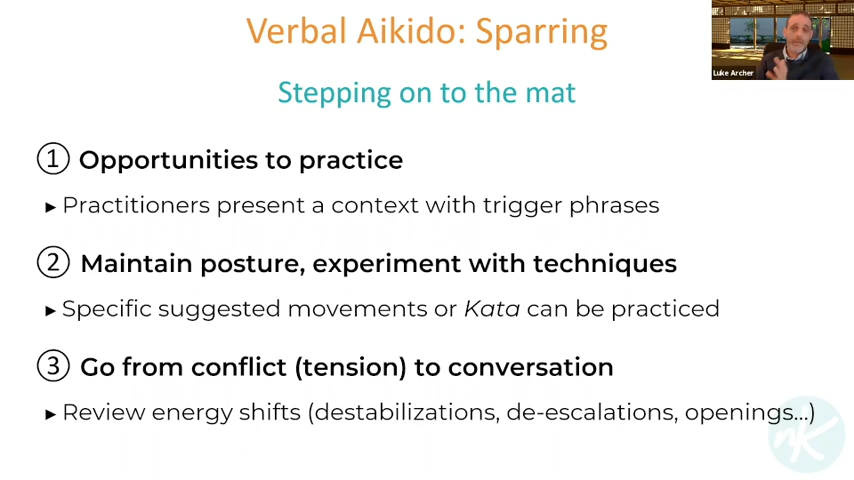 Verbal Aikido: Sparring
Luke Archer
Stepping on to the mat
① Opportunities to practice
▸ Practitioners present a context with trigger phrases
② Maintain posture, experiment with techniques
▸ Specific suggested movements or Kata can be practiced
③ Go from conflict (tension) to conversation
▸ Review energy shifts (destabilizations, de-escalations, openings...)
nK